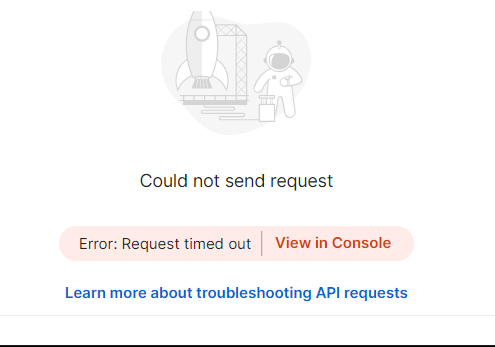 Could not send request
Error: Request timed out | View in Console
Learn more about troubleshooting API requests